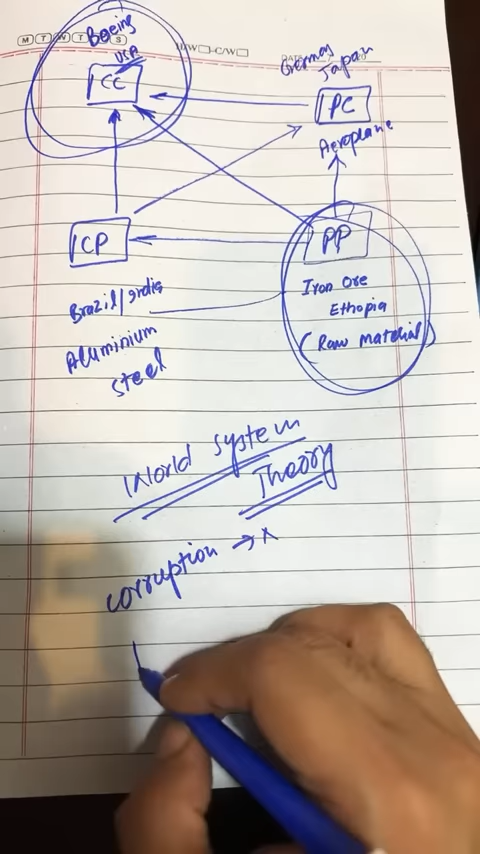 M T W T S
Boeing
USA
CC
Germay
Japan
PC
Aeroplane
CP
PP
Brazil/India
Iron Ore
Ethopia
(Raw Material)
Aluminium
Steel
World System
Theory
Corruption → x